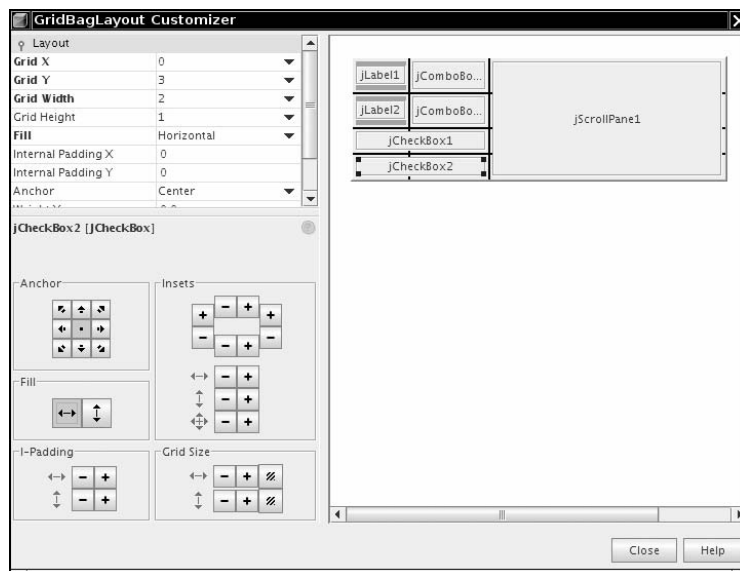 GridBagLayout Customizer
Layout
Grid X 0
Grid Y 3
Grid Width 2
Grid Height 1
Fill Horizontal
Internal Padding X 0
Internal Padding Y 0
Anchor Center
jCheckBox2 [JCheckBox]
Anchor
Insets
Fill
I-Padding
Grid Size
jLabel1 jComboBo...
jLabel2 jComboBo...
jCheckBox1
jCheckBox2
jScrollPane1
Close Help